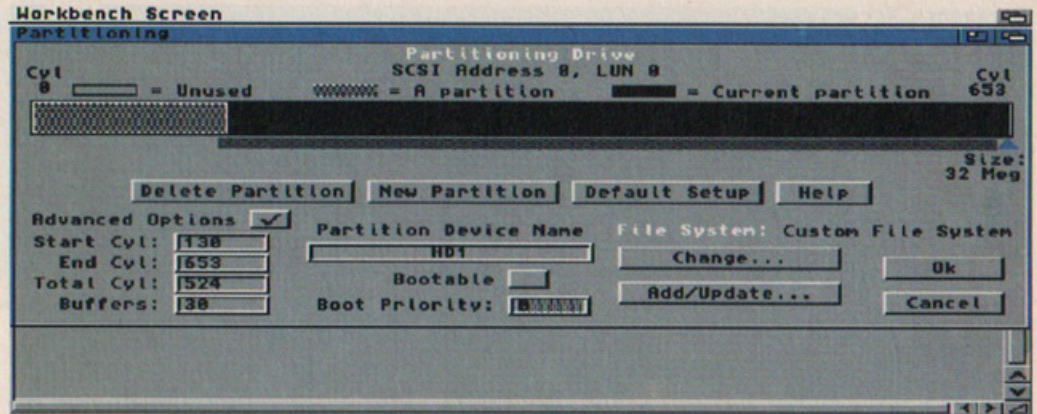 Workbench Screen
Partitioning
Partitioning Drive
SCSI Address 0, LUN 0
Cyl
0
= Unused
= A partition
= Current partition
Cyl
653
Size:
32 Meg
Delete Partition
New Partition
Default Setup
Help
Advanced Options
Start Cyl: 130
End Cyl: 653
Total Cyl: 524
Buffers: 30
Partition Device Name
HD1
Bootable
Boot Priority: 0
File System: Custom File System
Change...
Add/Update...
Ok
Cancel